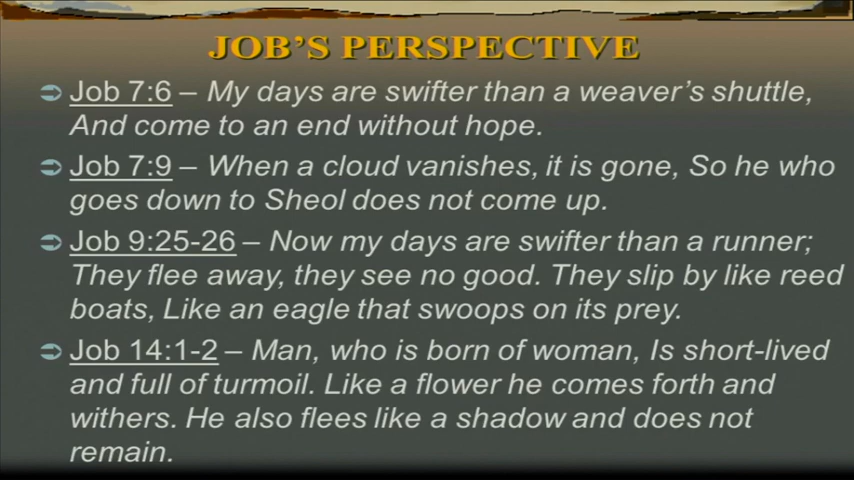 JOB'S PERSPECTIVE
Job 7:6 – My days are swifter than a weaver's shuttle,
And come to an end without hope.
Job 7:9 – When a cloud vanishes, it is gone, So he who
goes down to Sheol does not come up.
Job 9:25-26 – Now my days are swifter than a runner;
They flee away, they see no good. They slip by like reed
boats, Like an eagle that swoops on its prey.
Job 14:1-2 – Man, who is born of woman, Is short-lived
and full of turmoil. Like a flower he comes forth and
withers. He also flees like a shadow and does not
remain.